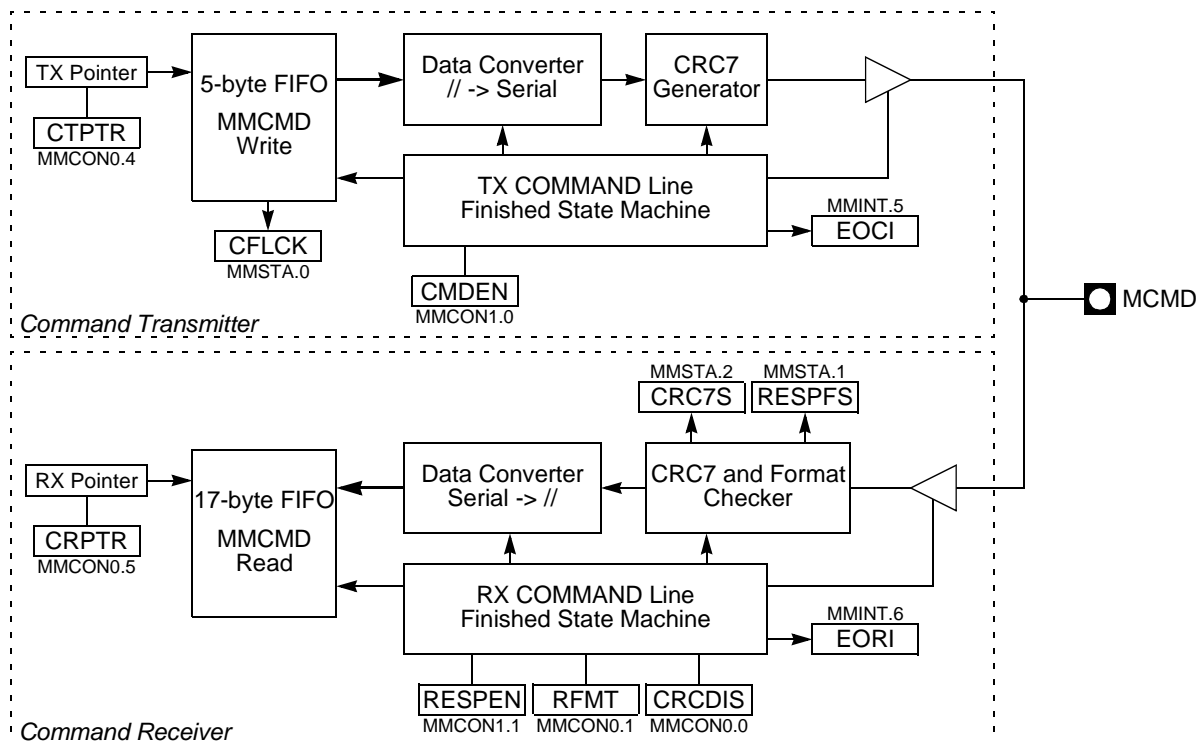 TX Pointer
CTPTR
MMCON0.4
5-byte FIFO
MMCMD
Write
CFLCK
MMSTA.0
Data Converter
// -> Serial
CRC7
Generator
TX COMMAND Line
Finished State Machine
CMDEN
MMCON1.0
MMINT.5
EOCI
Command Transmitter
MCMD
RX Pointer
CRPTR
MMCON0.5
17-byte FIFO
MMCMD
Read
Data Converter
Serial -> //
MMSTA.2
CRC7S
MMSTA.1
RESPFS
CRC7 and Format
Checker
RX COMMAND Line
Finished State Machine
MMINT.6
EORI
RESPEN
MMCON1.1
RFMT
MMCON0.1
CRCDIS
MMCON0.0
Command Receiver